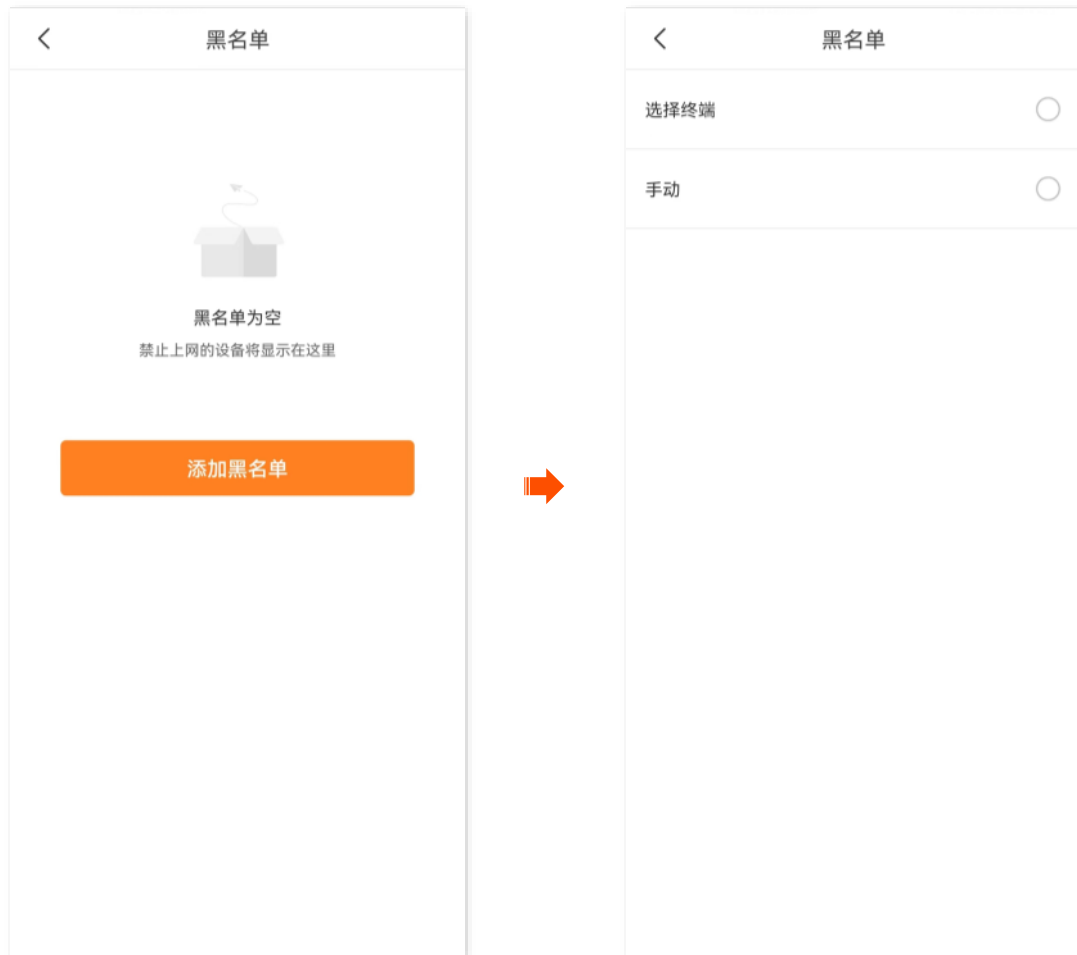 黑名单
黑名单为空
禁止上网的设备将显示在这里
添加黑名单
黑名单
选择终端
手动